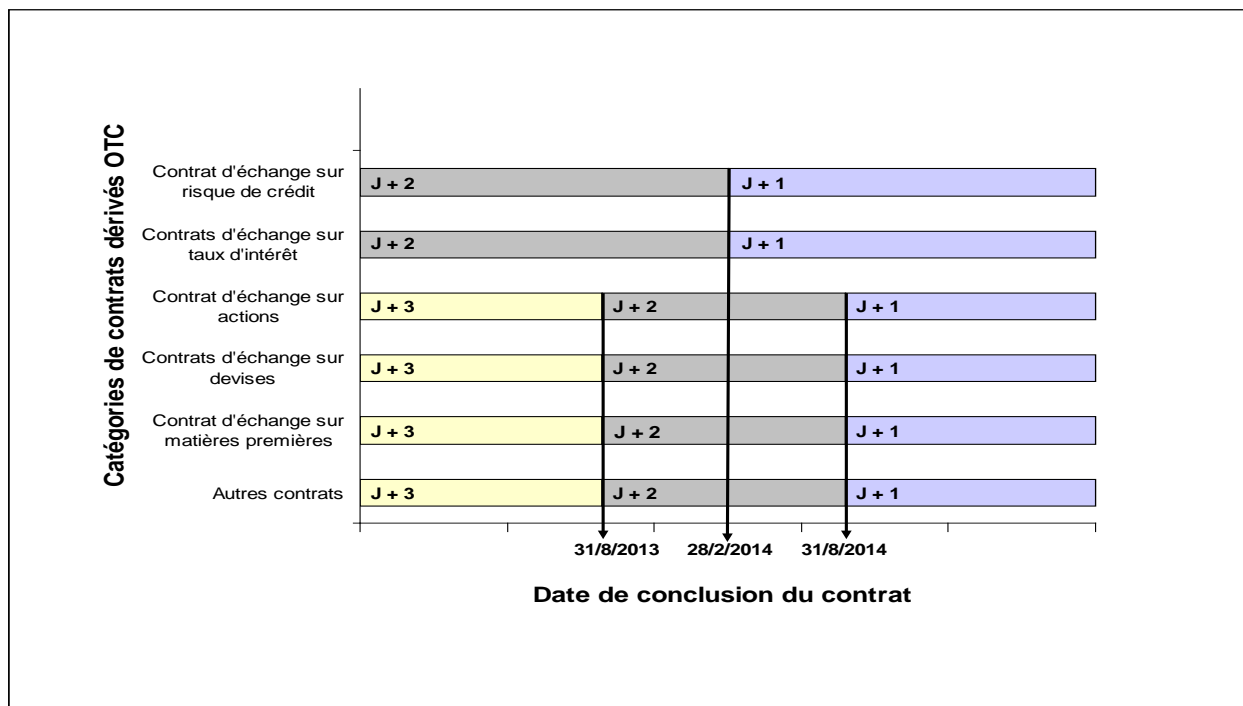 Catégories de contrats dérivés OTC
Contrat d'échange sur
risque de crédit
J + 2
J + 1
Contrats d'échange sur
taux d'intérêt
J + 2
J + 1
Contrat d'échange sur
actions
J + 3
J + 2
J + 1
Contrats d'échange sur
devises
J + 3
J + 2
J + 1
Contrat d'échange sur
matières premières
J + 3
J + 2
J + 1
Autres contrats
J + 3
J + 2
J + 1
31/8/2013
28/2/2014
31/8/2014
Date de conclusion du contrat